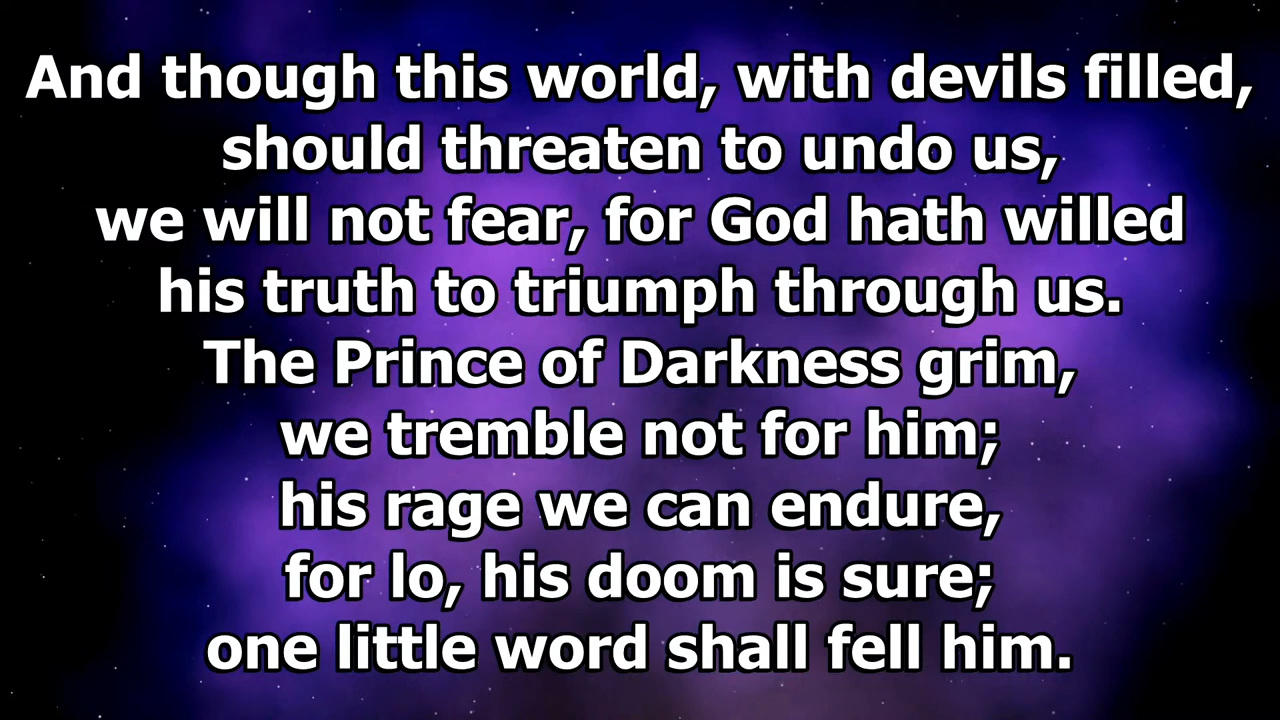 And though this world, with devils filled,
should threaten to undo us,
we will not fear, for God hath willed
his truth to triumph through us.
The Prince of Darkness grim,
we tremble not for him;
his rage we can endure,
for lo, his doom is sure;
one little word shall fell him.